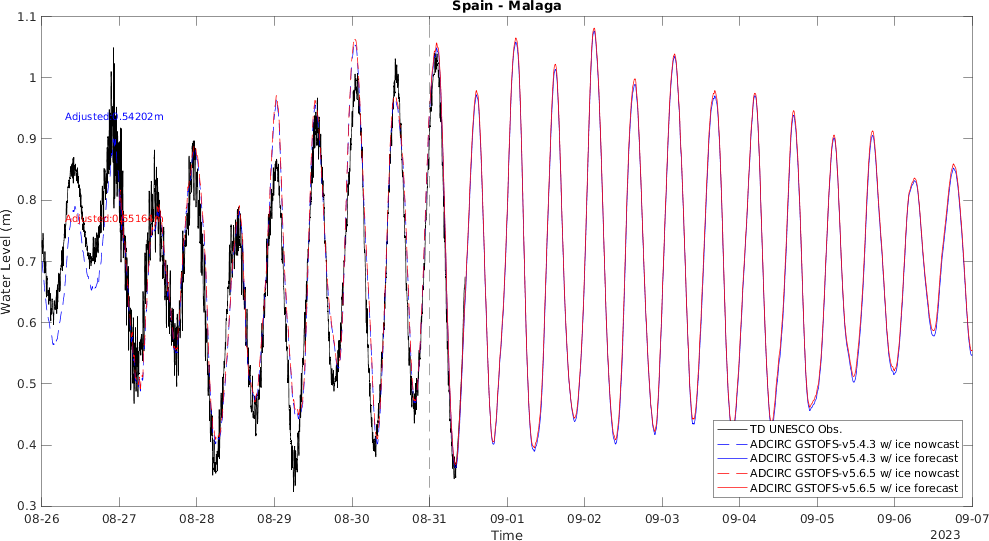 Spain - Malaga
1.1
1
0.9
0.8
0.7
0.6
0.5
0.4
0.3
Water Level (m)
Adjusted:
54202m
Adjusted:0.5516
08-26
08-27
08-28
08-29
08-30
08-31
09-01
09-02
09-03
09-04
09-05
09-06
09-07
Time
2023
TD UNESCO Obs.
ADCIRC GSTOFS-v5.4.3 w/ ice nowcast
ADCIRC GSTOFS-v5.4.3 w/ ice forecast
ADCIRC GSTOFS-v5.6.5 w/ ice nowcast
ADCIRC GSTOFS-v5.6.5 w/ ice forecast